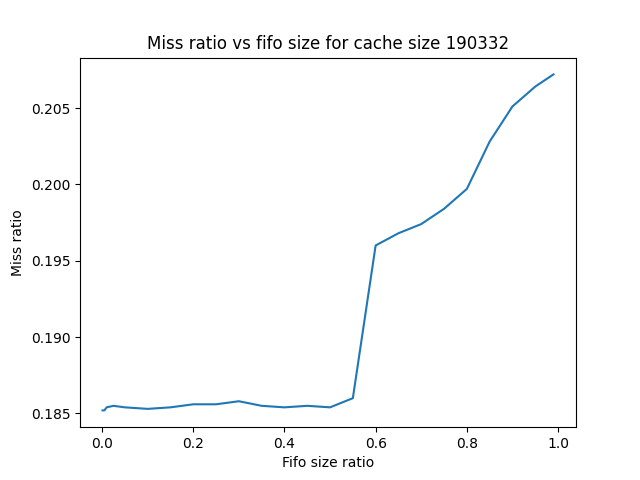 Miss ratio vs fifo size for cache size 190332
0.205
0.200
0.195
0.190
0.185
Miss ratio
0.0 0.2 0.4 0.6 0.8 1.0
Fifo size ratio